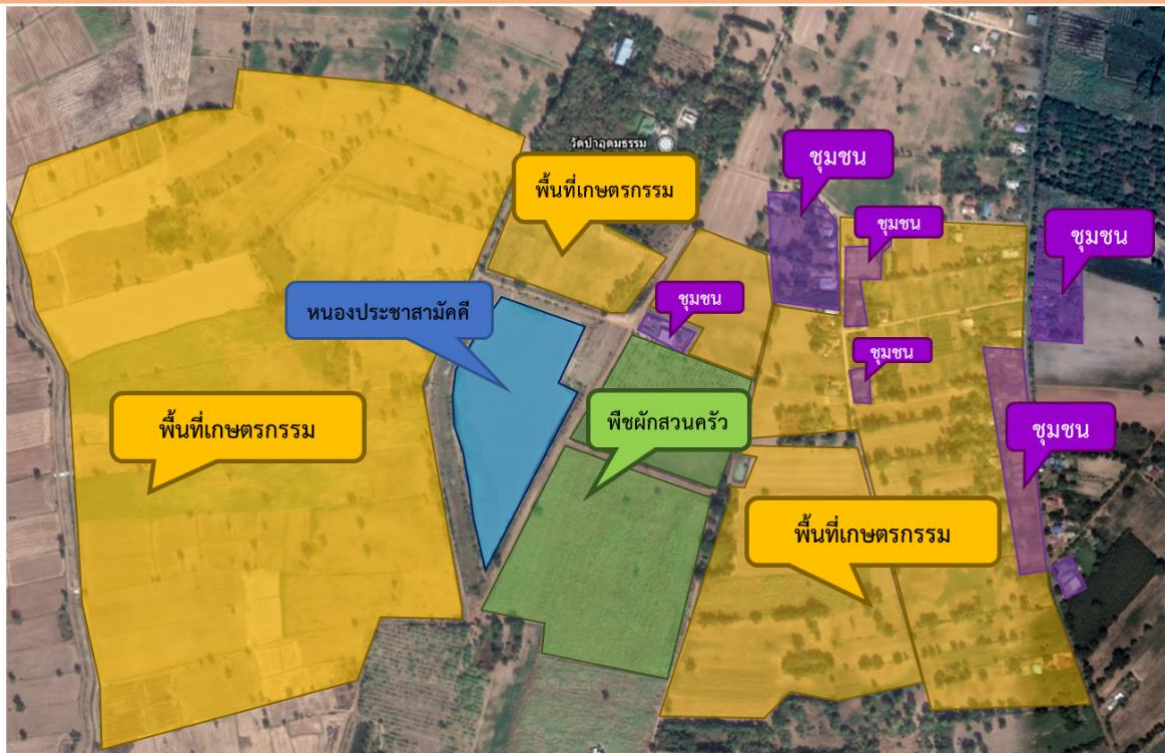 วัดป่าอุดมธรรม
ชุมชน
พื้นที่เกษตรกรรม
ชุมชน
ชุมชน
หนองประชาสามัคคี
ชุมชน
ชุมชน
พื้นที่เกษตรกรรม
พืชผักสวนครัว
ชุมชน
พื้นที่เกษตรกรรม